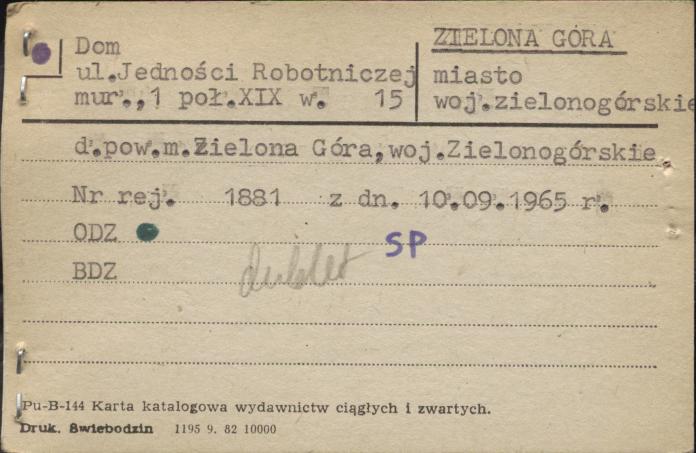 Dom
ul.Jedności Robotniczej
mur.,1 poł.XIX w. 15
ZIELONA GÓRA
miasto
woj.zielonogórskie
d.pow.m.Zielona Góra,woj.Zielonogórskie
Nr rej. 1881 z dn. 10.09.1965 r.
ODZ
SP
BDZ
dublet
Pu-B-144 Karta katalogowa wydawnictw ciągłych i zwartych.
Druk. Świebodzin 1195 9. 82 10000